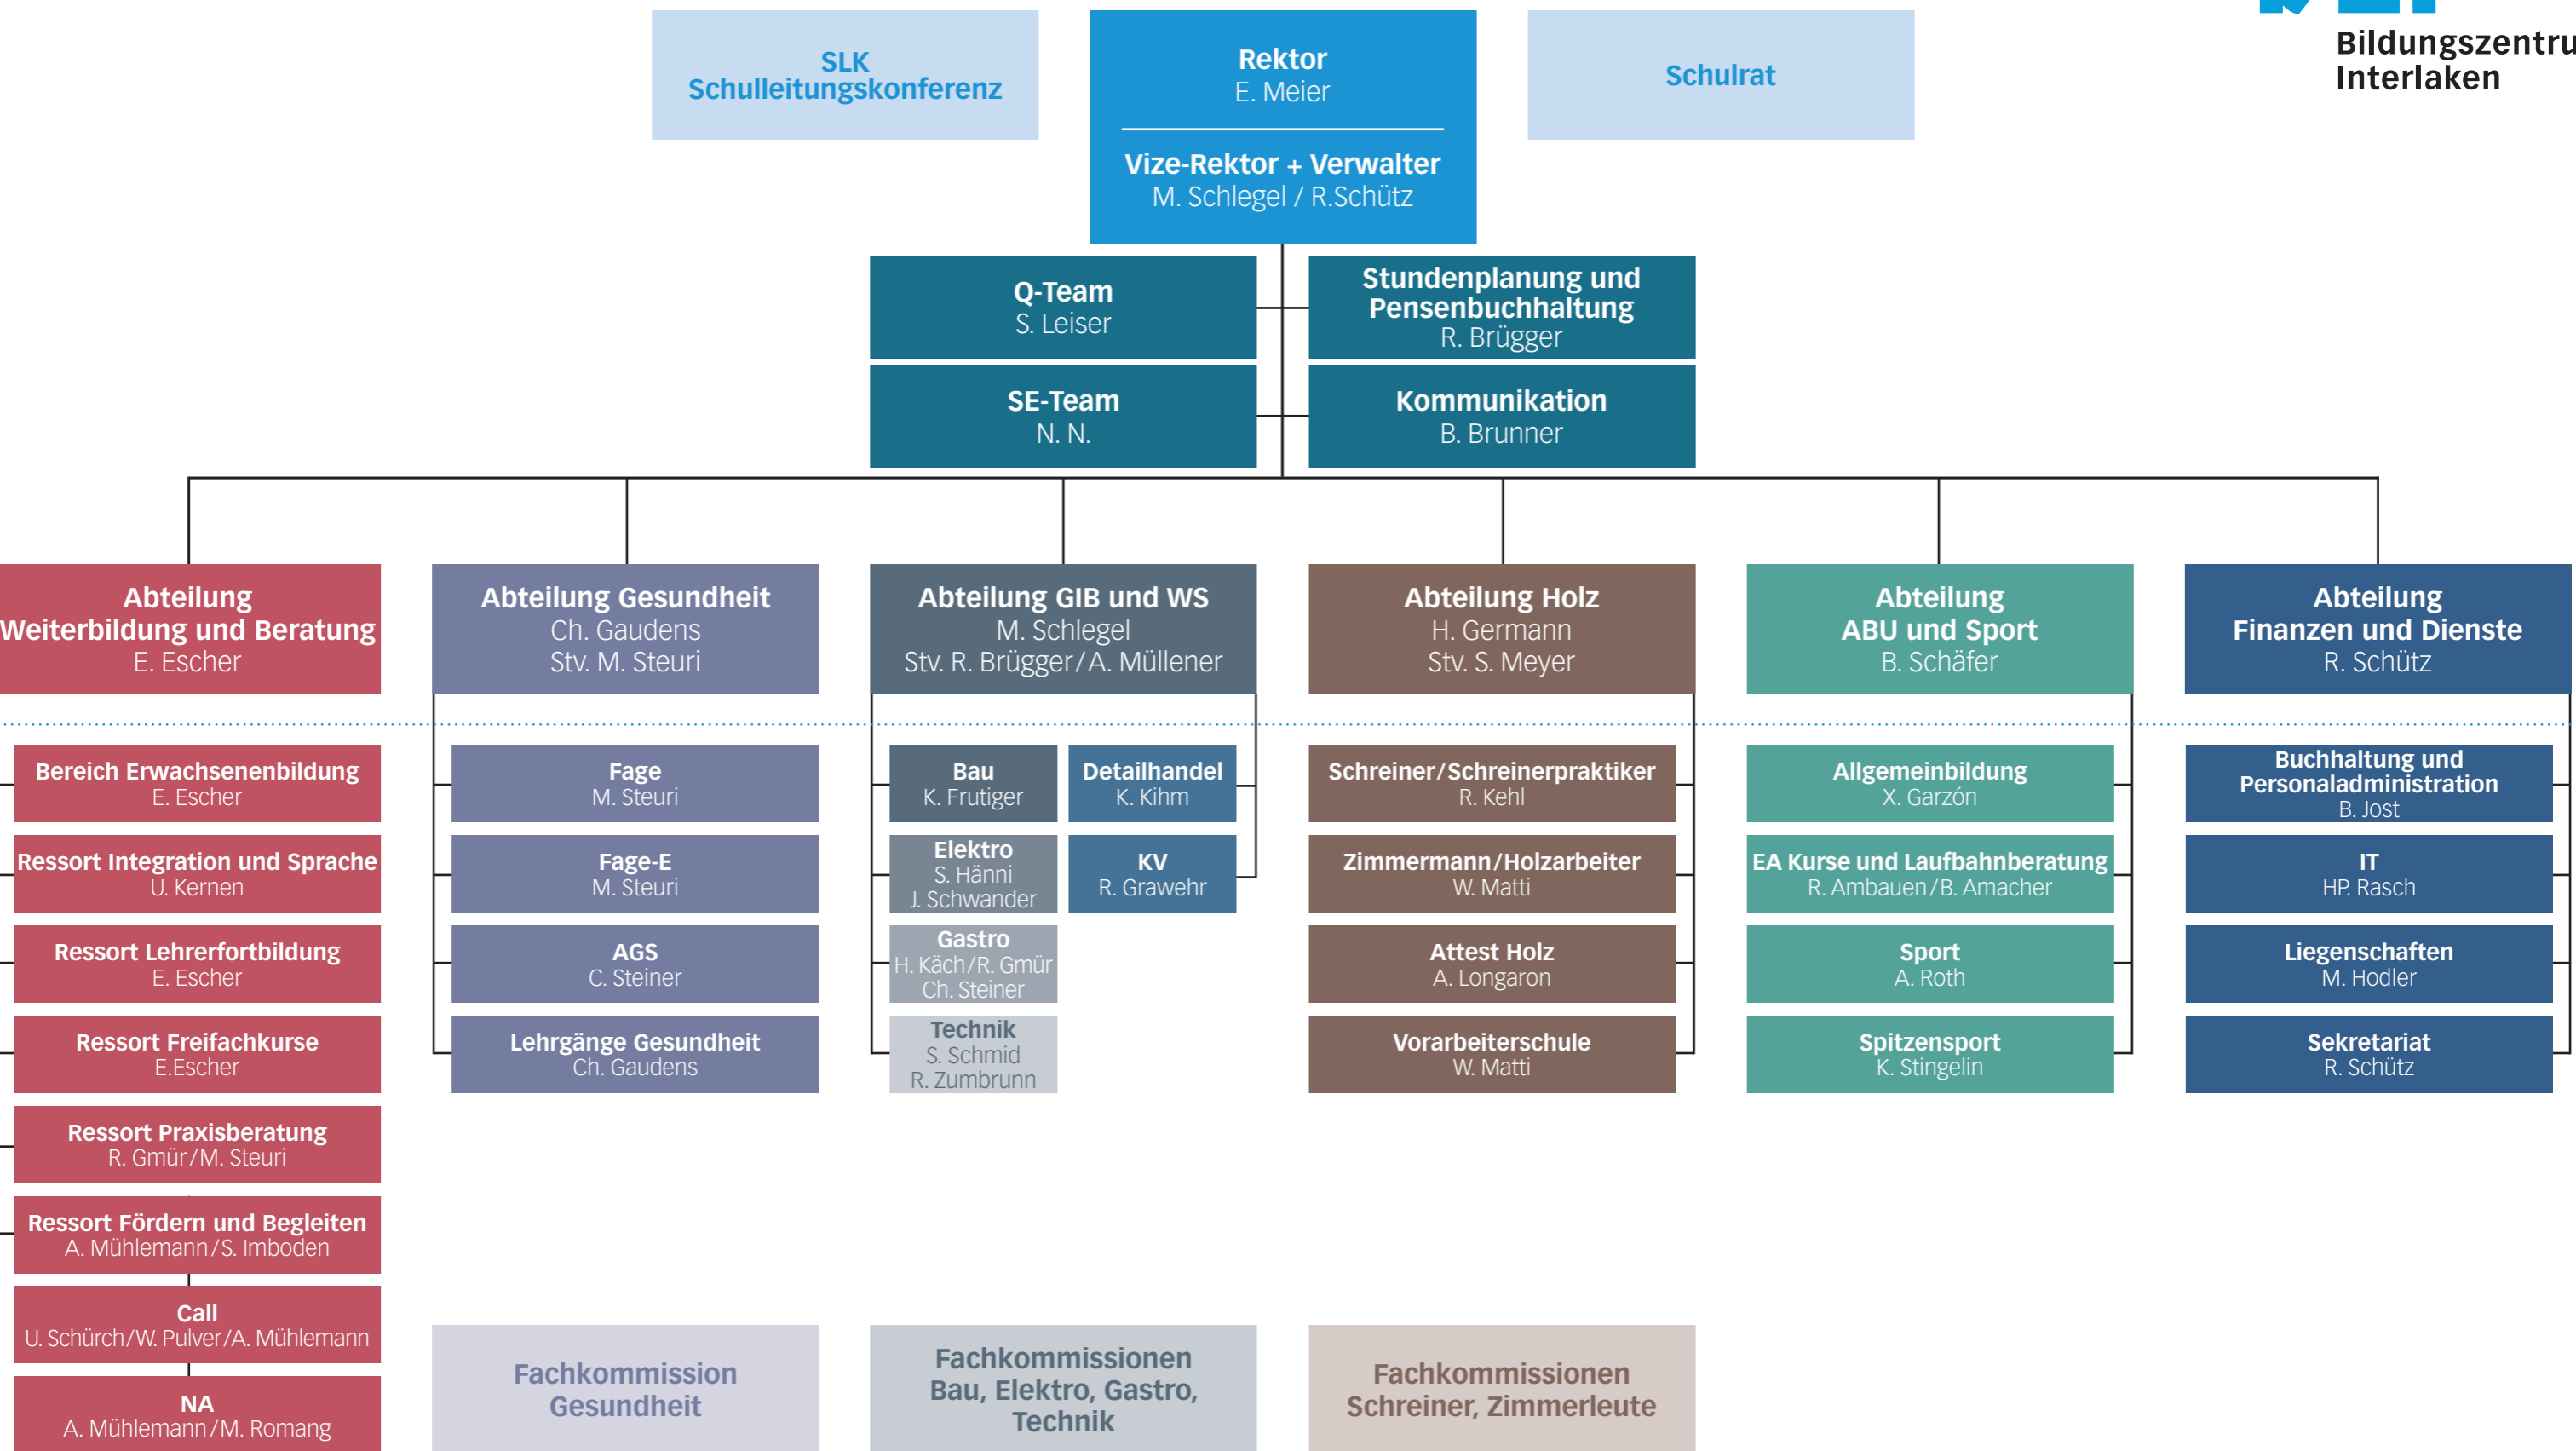 SLK
Schulleitungskonferenz
Rektor
E. Meier
Vize-Rektor + Verwalter
M. Schlegel / R.Schütz
Schulrat
Interlaken
Q-Team
S. Leiser
Stundenplanung und
Pensenbuchhaltung
R. Brügger
SE-Team
N. N.
Kommunikation
B. Brunner
Abteilung
Weiterbildung und Beratung
E. Escher
Abteilung Gesundheit
Ch. Gaudens
Stv. M. Steuri
Abteilung GIB und WS
M. Schlegel
Stv. R. Brügger/A. Müllener
Abteilung Holz
H. Germann
Stv. S. Meyer
Abteilung
ABU und Sport
B. Schäfer
Abteilung
Finanzen und Dienste
R. Schütz
Bereich Erwachsenenbildung
E. Escher
Ressort Integration und Sprache
U. Kernen
Ressort Lehrerfortbildung
E. Escher
Ressort Freifachkurse
E.Escher
Ressort Praxisberatung
R. Gmür/M. Steuri
Ressort Fördern und Begleiten
A. Mühlemann/S. Imboden
Call
U. Schürch/W. Pulver/A. Mühlemann
NA
A. Mühlemann/M. Romang
Fage
M. Steuri
Fage-E
M. Steuri
AGS
C. Steiner
Lehrgänge Gesundheit
Ch. Gaudens
Bau
K. Frutiger
Elektro
S. Hänni
J. Schwander
Gastro
H. Käch/R. Gmür
Ch. Steiner
Technik
S. Schmid
R. Zumbrunn
Detailhandel
K. Kihm
KV
R. Grawehr
Schreiner/Schreinerpraktiker
R. Kehl
Zimmermann/Holzarbeiter
W. Matti
Attest Holz
A. Longaron
Vorarbeiterschule
W. Matti
Allgemeinbildung
X. Garzón
EA Kurse und Laufbahnberatung
R. Ambauen/B. Amacher
Sport
A. Roth
Spitzensport
K. Stingelin
Buchhaltung und
Personaladministration
B. Jost
IT
HP. Rasch
Liegenschaften
M. Hodler
Sekretariat
R. Schütz
Fachkommission
Gesundheit
Fachkommissionen
Bau, Elektro, Gastro,
Technik
Fachkommissionen
Schreiner, Zimmerleute